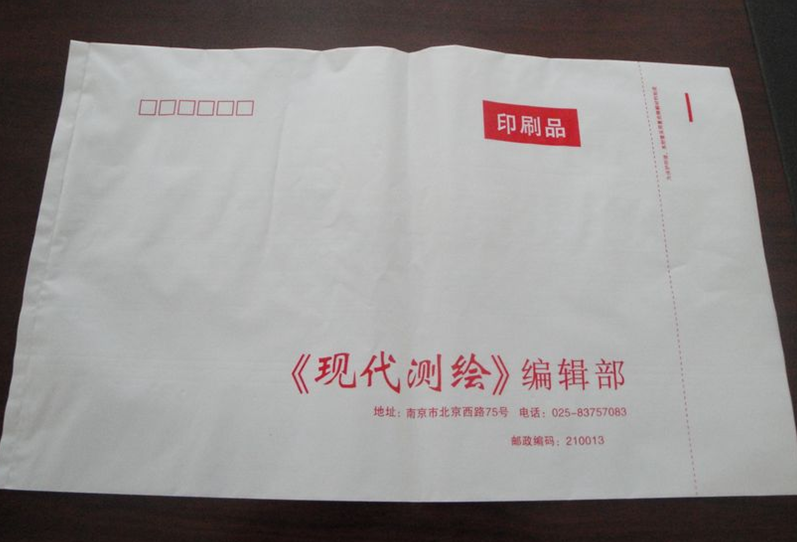 印刷品
《现代测绘》编辑部
地址：南京市北京西路75号 电话：025-83757083
邮政编码：210013